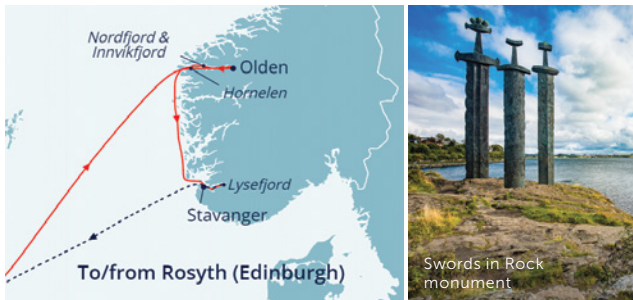 Nordfjord &
Innvikfjord
Olden
Hornelen
Lysefjord
Stavanger
To/from Rosyth (Edinburgh)
Swords in Rock
monument